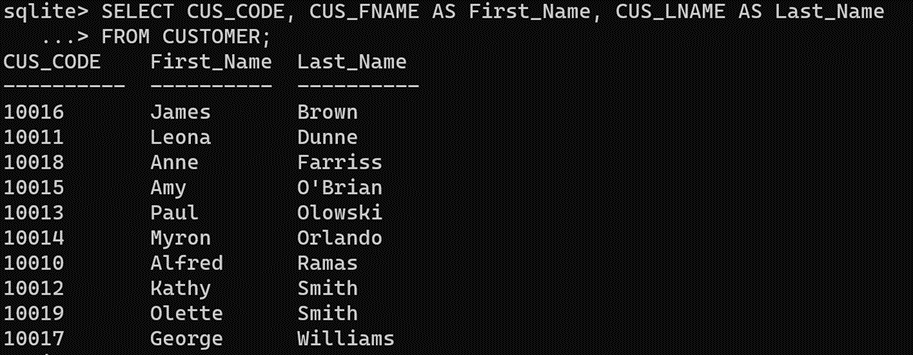 sqlite> SELECT CUS_CODE, CUS_FNAME AS First_Name, CUS_LNAME AS Last_Name
   ...> FROM CUSTOMER;
CUS_CODE    First_Name  Last_Name
----------  ----------  ----------
10016       James       Brown
10011       Leona       Dunne
10018       Anne        Farriss
10015       Amy         O'Brian
10013       Paul        Olowski
10014       Myron       Orlando
10010       Alfred      Ramas
10012       Kathy       Smith
10019       Olette      Smith
10017       George      Williams